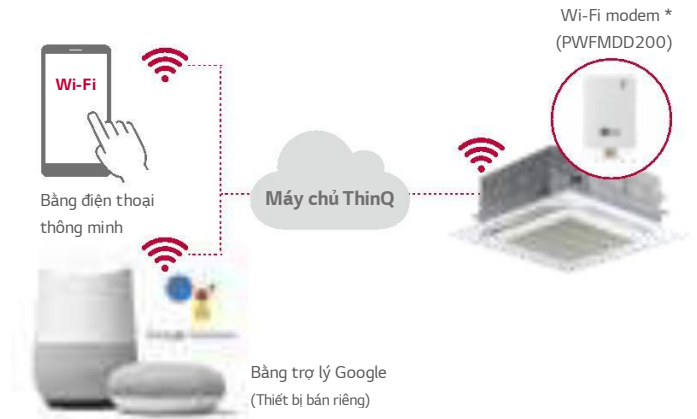 Wi-Fi modem *
(PWFMDD200)
Wi-Fi
Máy chủ ThinQ
Bằng điện thoại
thông minh
Bằng trợ lý Google
(Thiết bị bán riêng)